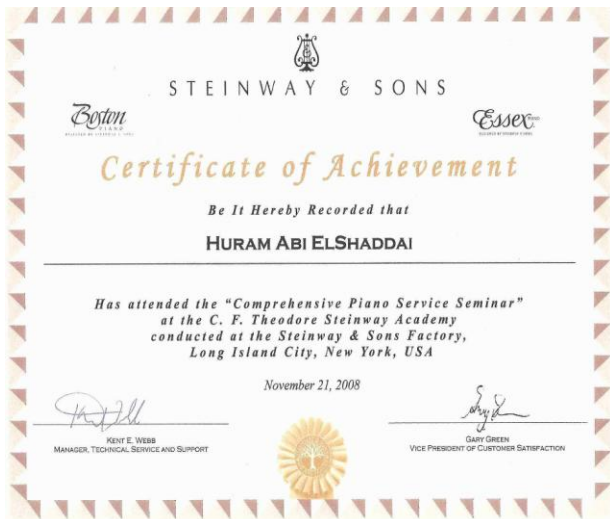 STEINWAY & SONS
Boston
PIANO
Essex
Certificate of Achievement
Be It Hereby Recorded that
HURAM ABI ELSHADDAI
Has attended the “Comprehensive Piano Service Seminar”
at the C. F. Theodore Steinway Academy
conducted at the Steinway & Sons Factory,
Long Island City, New York, USA
November 21, 2008
KENT E. WEBB
MANAGER, TECHNICAL SERVICE AND SUPPORT
GARY GREEN
VICE PRESIDENT OF CUSTOMER SATISFACTION